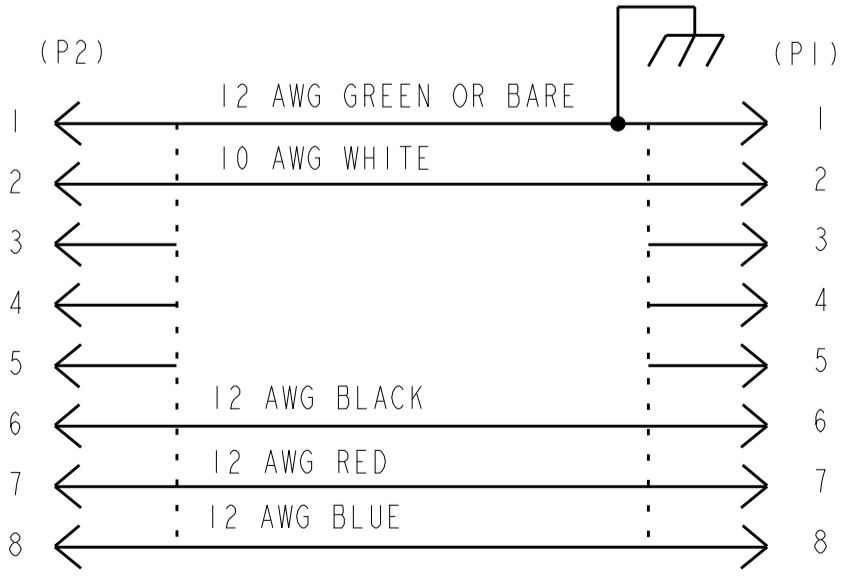 (P2) (P1)
1 12 AWG GREEN OR BARE 1
2 10 AWG WHITE 2
3 3
4 4
5 5
6 12 AWG BLACK 6
7 12 AWG RED 7
8 12 AWG BLUE 8